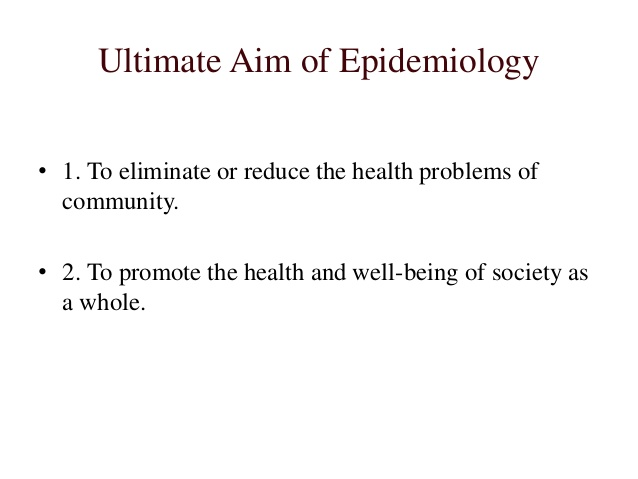 Ultimate Aim of Epidemiology
• 1. To eliminate or reduce the health problems of
community.
• 2. To promote the health and well-being of society as
a whole.